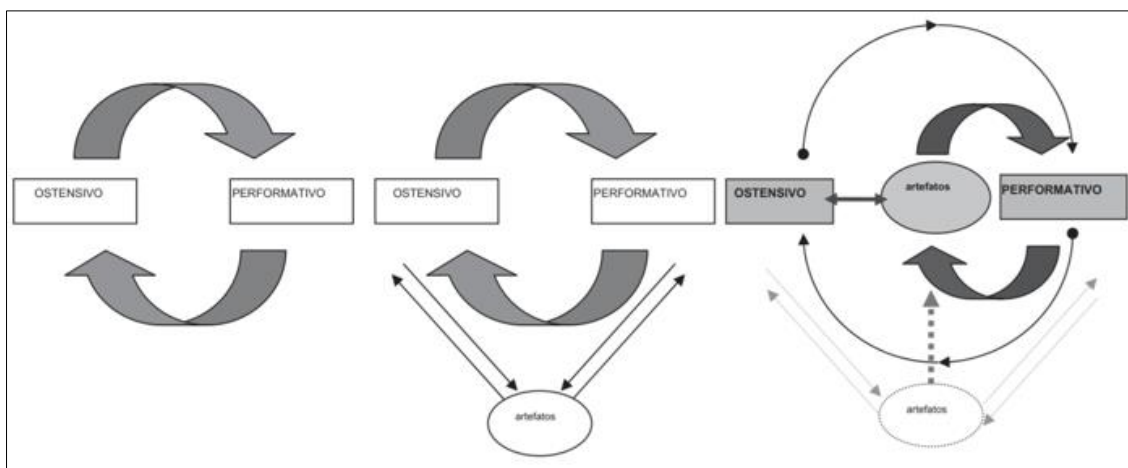 OSTENSIVO
PERFORMATIVO
OSTENSIVO
PERFORMATIVO
artefatos
OSTENSIVO
artefatos
PERFORMATIVO
artefatos